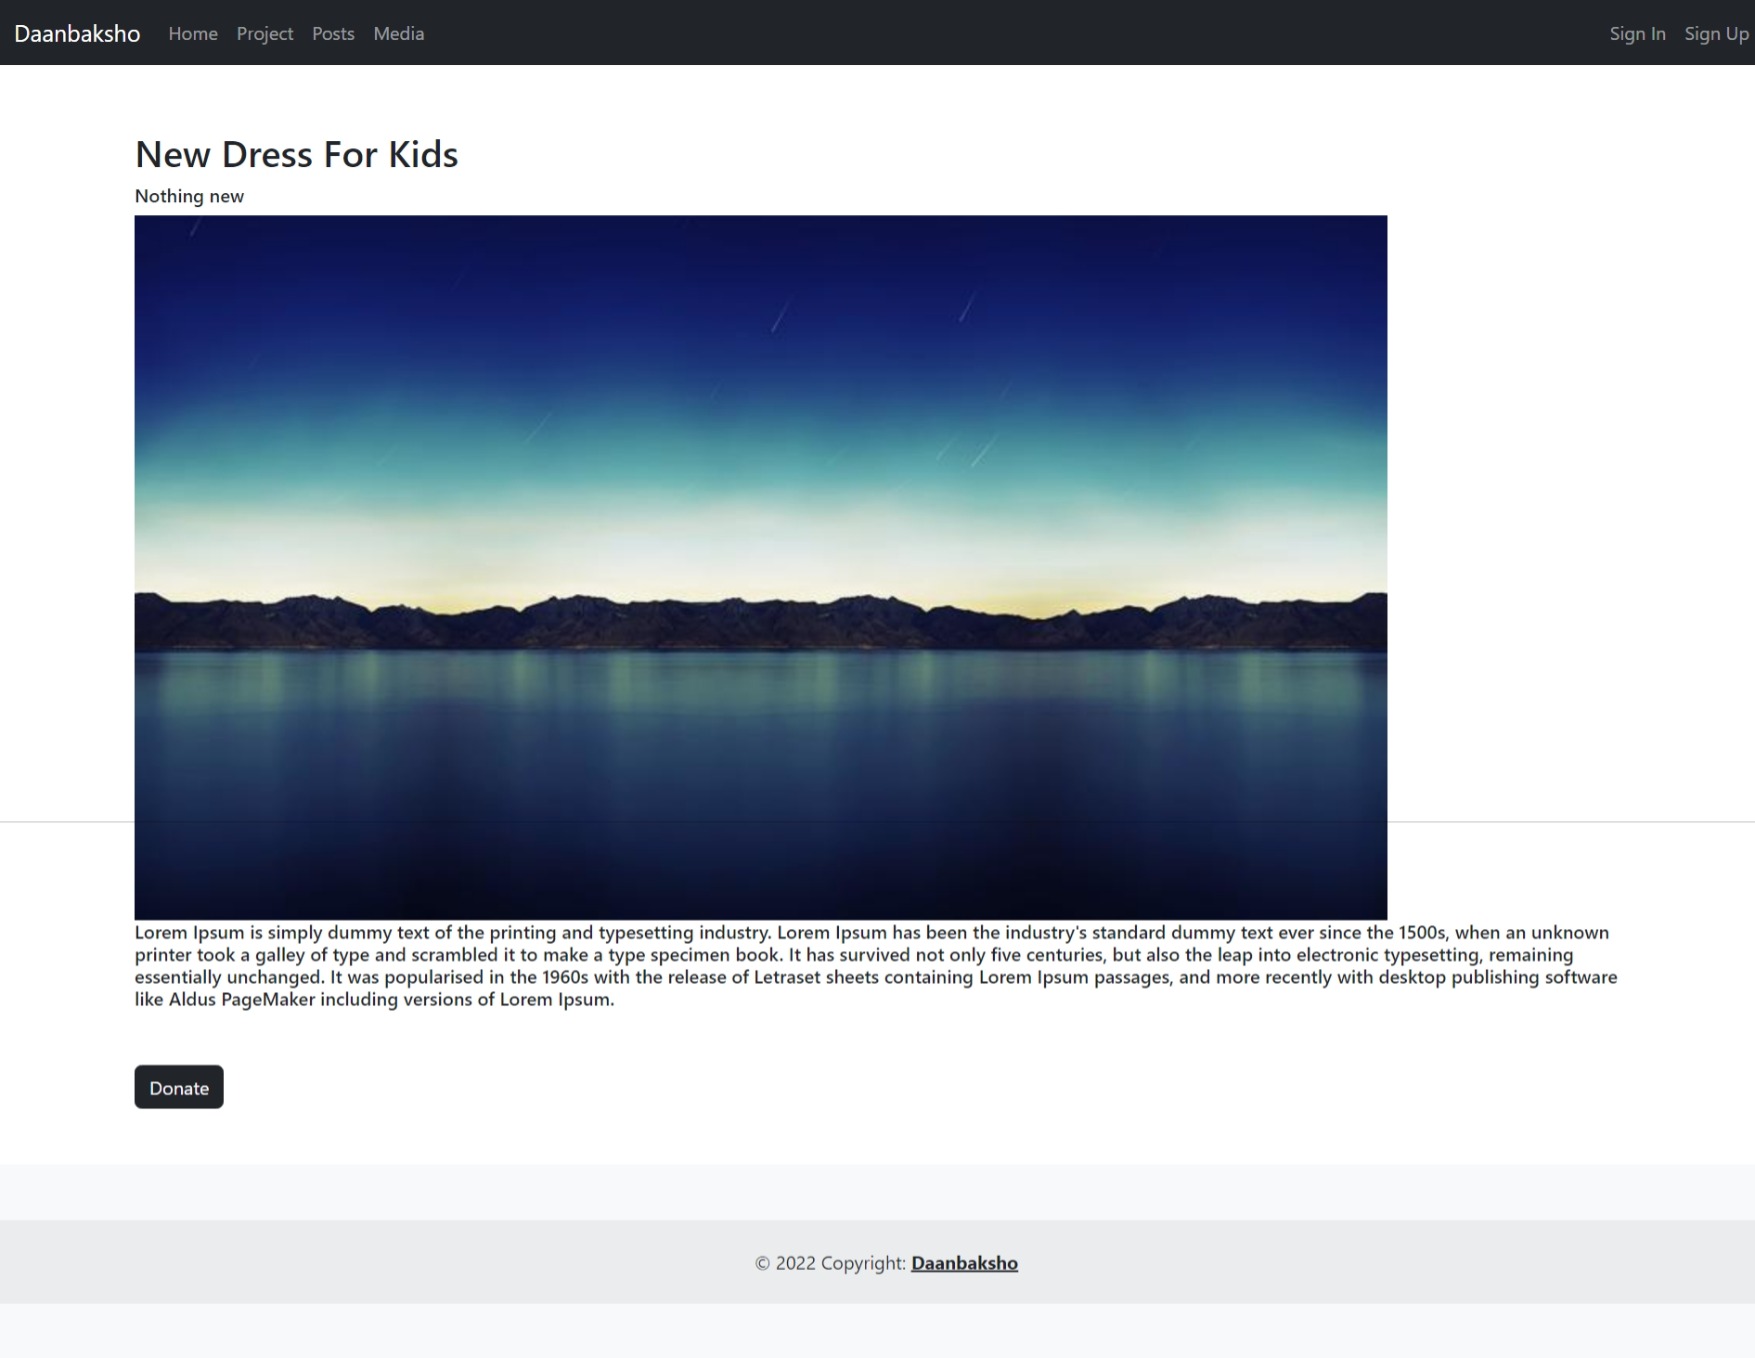 Daanbaksho Home Project Posts Media Sign In Sign Up
New Dress For Kids
Nothing new
Lorem Ipsum is simply dummy text of the printing and typesetting industry. Lorem Ipsum has been the industry's standard dummy text ever since the 1500s, when an unknown
printer took a galley of type and scrambled it to make a type specimen book. It has survived not only five centuries, but also the leap into electronic typesetting, remaining
essentially unchanged. It was popularised in the 1960s with the release of Letraset sheets containing Lorem Ipsum passages, and more recently with desktop publishing software
like Aldus PageMaker including versions of Lorem Ipsum.
Donate
© 2022 Copyright: Daanbaksho